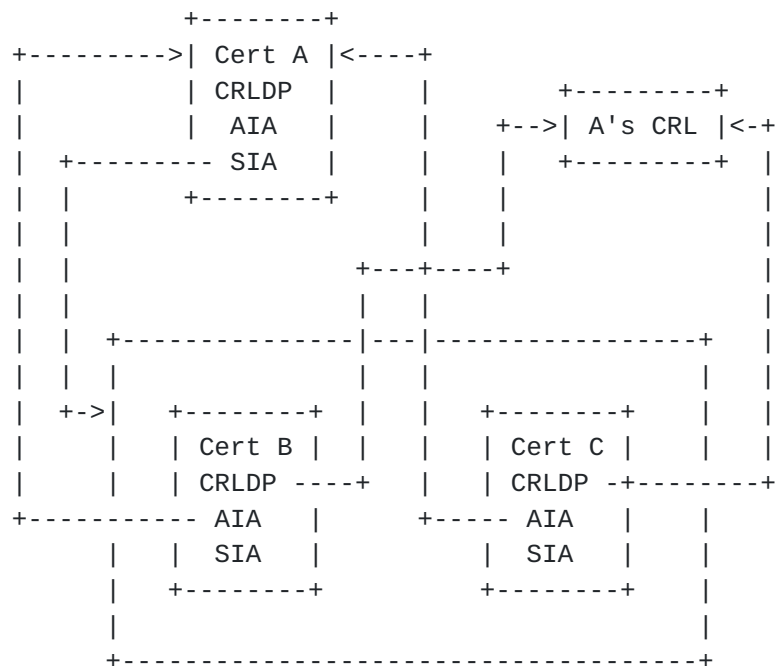 Cert A
CRLDP
AIA
A's CRL
SIA
Cert B
Cert C
CRLDP
CRLDP
AIA
AIA
SIA
SIA